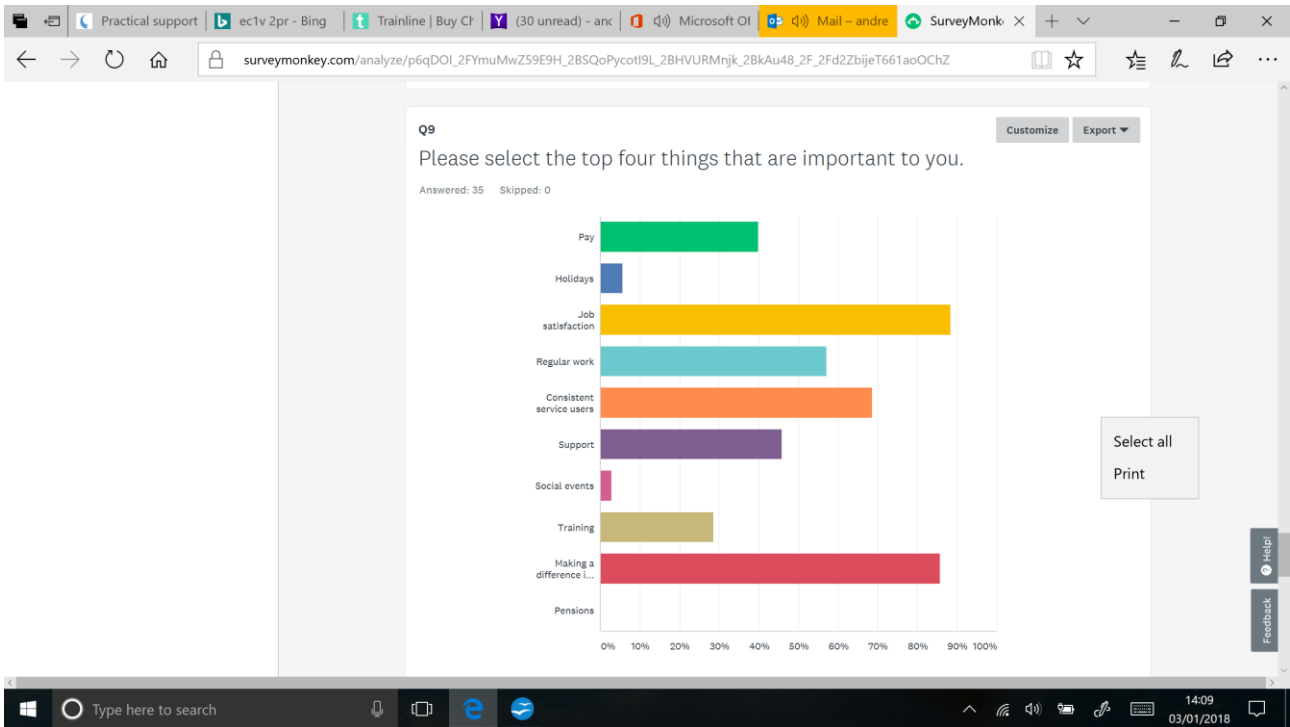 Practical support
ec1v 2pr - Bing
Trainline | Buy Ch
(30 unread) - anc
Microsoft Of
Mail – andre
SurveyMonk
surveymonkey.com/analyze/p6qDOI_2FYmuMwZ59E9H_2BSQoPycotI9L_2BHVURMnjk_2BkAu48_2F_2Fd2ZbijeT661aoOChZ
Q9
Customize
Export
Please select the top four things that are important to you.
Answered: 35 Skipped: 0
Pay
Holidays
Job
satisfaction
Regular work
Consistent
service users
Support
Social events
Training
Making a
difference i...
Pensions
0% 10% 20% 30% 40% 50% 60% 70% 80% 90% 100%
Select all
Print
Help!
Feedback
Type here to search
14:09
03/01/2018